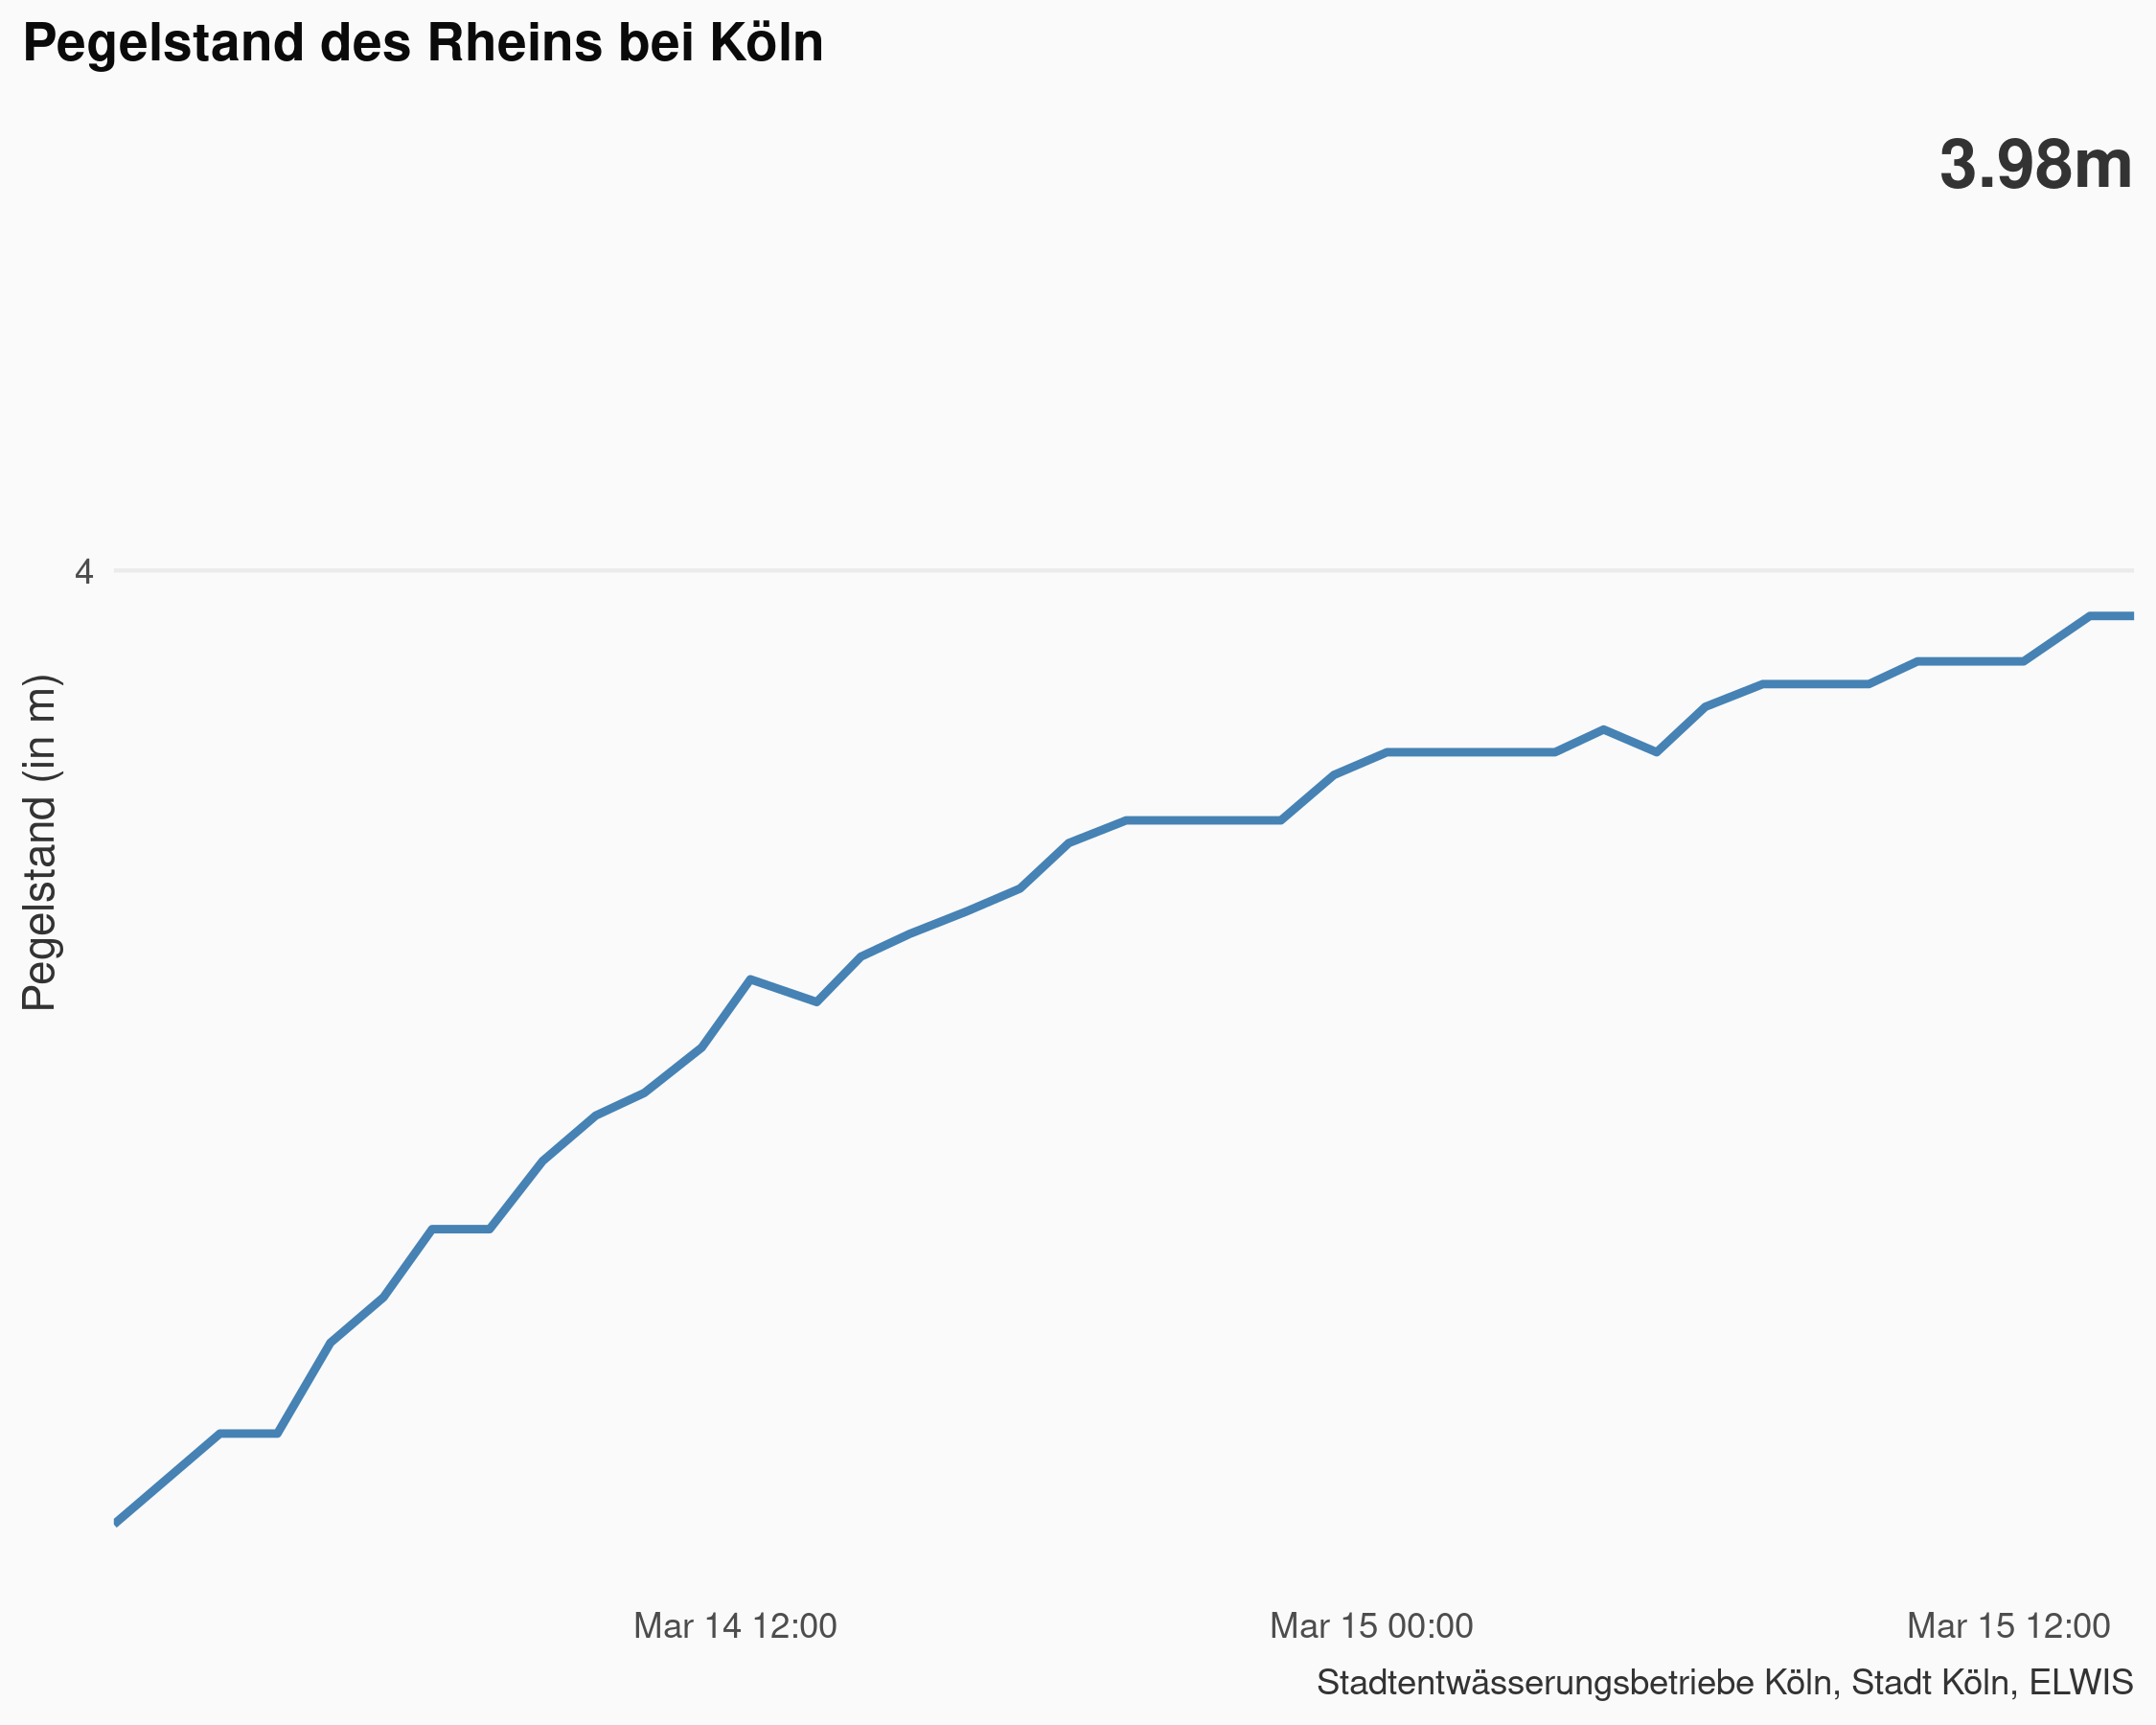 Pegelstand des Rheins bei Köln
3.98m
4
Pegelstand (in m)
Mar 14 12:00
Mar 15 00:00
Mar 15 12:00
Stadtentwässerungsbetriebe Köln, Stadt Köln, ELWIS